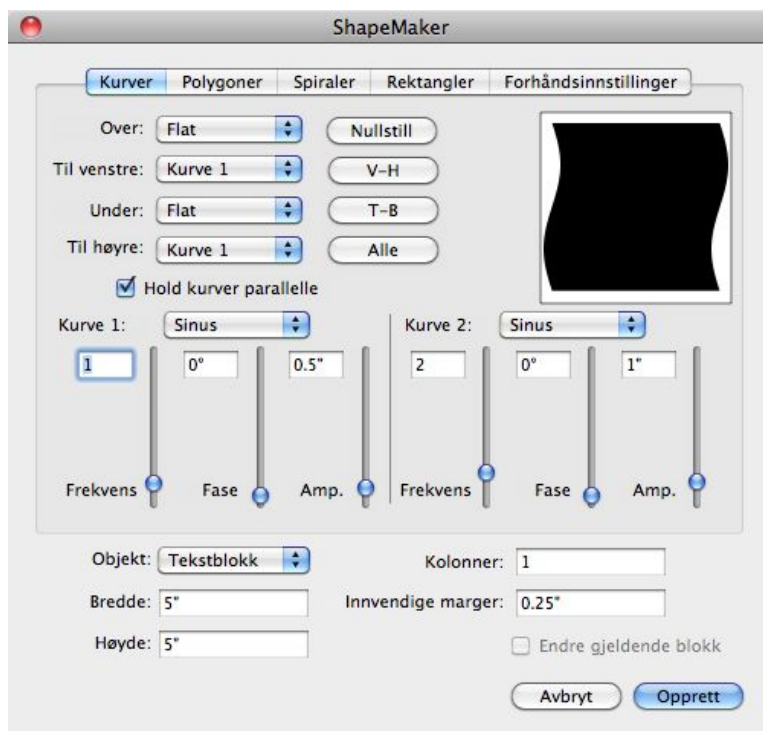 ShapeMaker
Kurver Polygoner Spiraler Rektangler Forhåndsinnstillinger
Over: Flat Nullstill
Til venstre: Kurve 1 V-H
Under: Flat T-B
Til høyre: Kurve 1 Alle
Hold kurver parallelle
Kurve 1: Sinus Kurve 2: Sinus
1 0° 0.5" 2 0° 1"
Frekvens Fase Amp. Frekvens Fase Amp.
Objekt: Tekstblokk Kolonner: 1
Bredde: 5" Innvendige marger: 0.25"
Høyde: 5" Endre gjeldende blokk
Avbryt Opprett